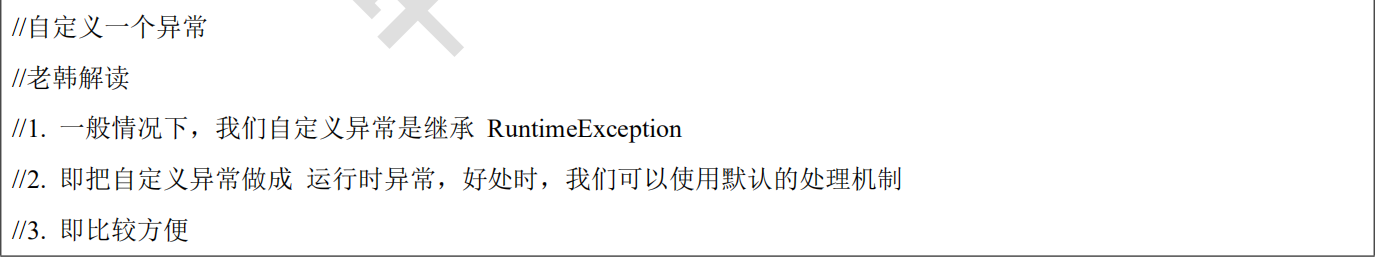 //自定义一个异常
//老韩解读
//1. 一般情况下，我们自定义异常是继承 RuntimeException
//2. 即把自定义异常做成 运行时异常，好处时，我们可以使用默认的处理机制
//3. 即比较方便